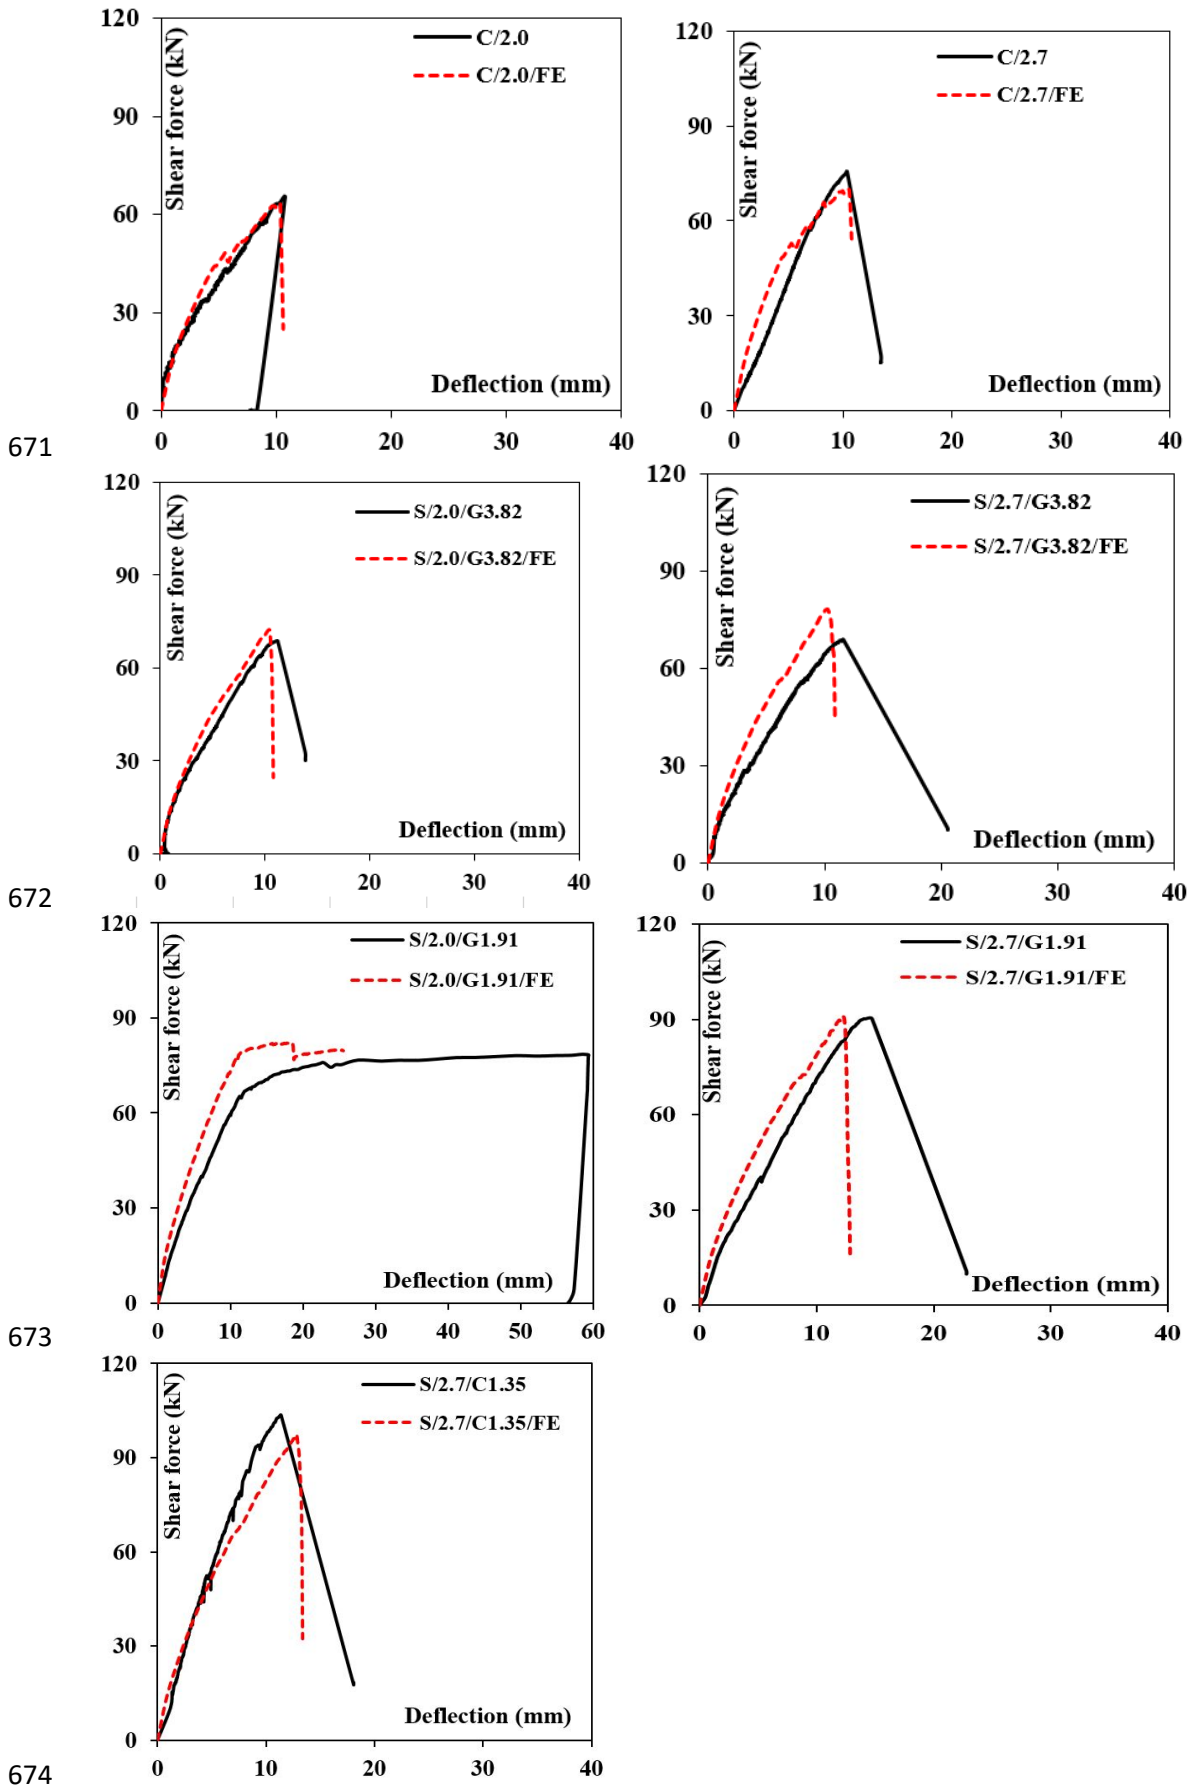 120
90
60
30
0
Shear force (kN)
C/2.0
C/2.0/FE
Deflection (mm)
0 10 20 30 40
120
90
60
30
0
Shear force (kN)
C/2.7
C/2.7/FE
Deflection (mm)
0 10 20 30 40
671
120
90
60
30
0
Shear force (kN)
S/2.0/G3.82
S/2.0/G3.82/FE
Deflection (mm)
0 10 20 30 40
120
90
60
30
0
Shear force (kN)
S/2.7/G3.82
S/2.7/G3.82/FE
Deflection (mm)
0 10 20 30 40
672
120
90
60
30
0
Shear force (kN)
S/2.0/G1.91
S/2.0/G1.91/FE
Deflection (mm)
0 10 20 30 40 50 60
120
90
60
30
0
Shear force (kN)
S/2.7/G1.91
S/2.7/G1.91/FE
Deflection (mm)
0 10 20 30 40
673
120
90
60
30
0
Shear force (kN)
S/2.7/C1.35
S/2.7/C1.35/FE
Deflection (mm)
0 10 20 30 40
674